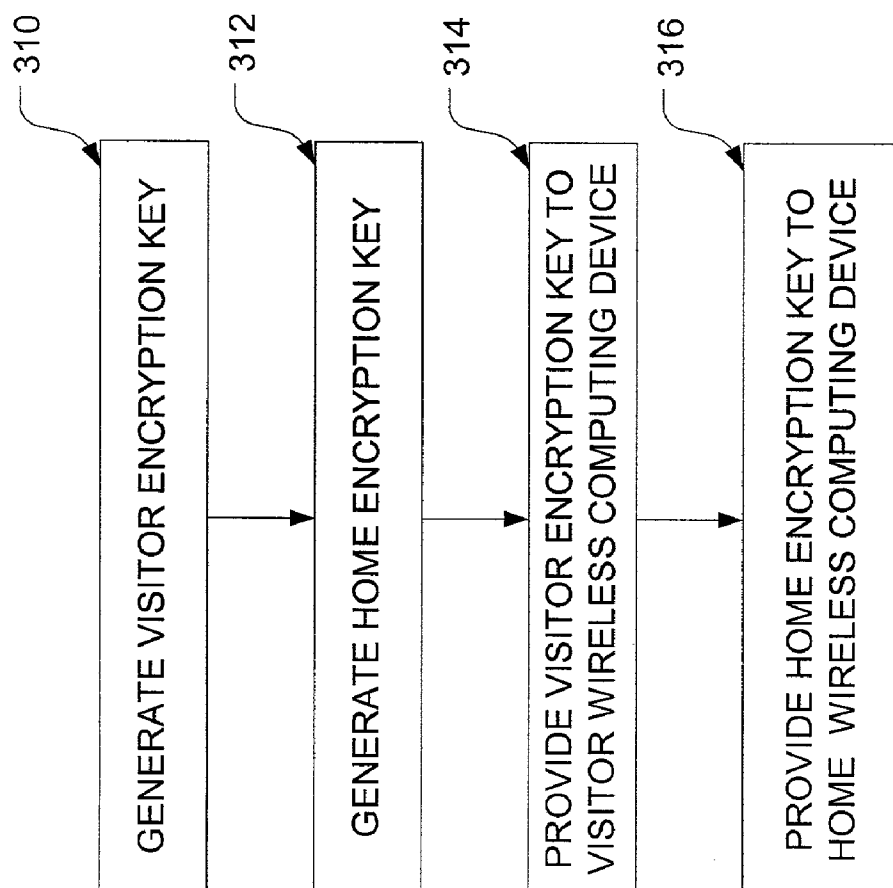 310
GENERATE VISITOR ENCRYPTION KEY
312
GENERATE HOME ENCRYPTION KEY
314
PROVIDE VISITOR ENCRYPTION KEY TO
VISITOR WIRELESS COMPUTING DEVICE
316
PROVIDE HOME ENCRYPTION KEY TO
HOME WIRELESS COMPUTING DEVICE